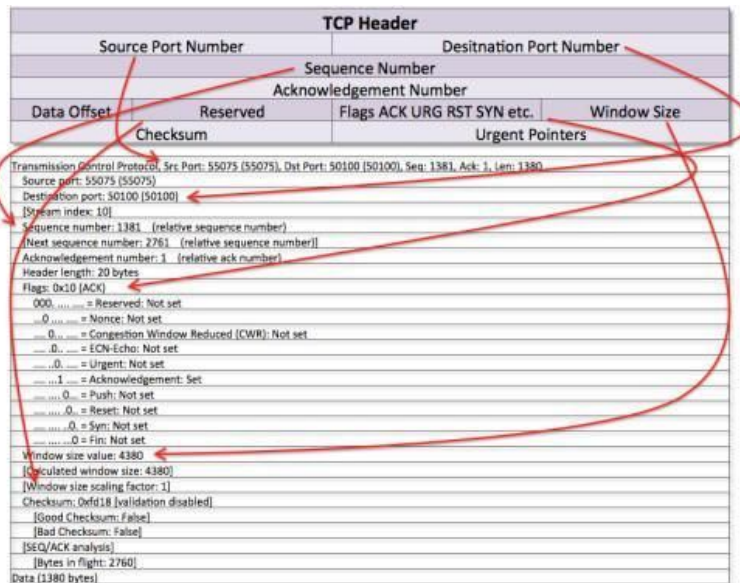 TCP Header
Source Port Number Desitnation Port Number
Sequence Number
Acknowledgement Number
Data Offset Reserved Flags ACK URG RST SYN etc. Window Size
Checksum Urgent Pointers
Transmission Control Protocol, Src Port: 55075 (55075), Dst Port: 50100 (50100), Seq: 1381, Ack: 1, Len: 1380
Source port: 55075 (55075)
Destination port: 50100 (50100)
[Stream index: 10]
Sequence number: 1381 (relative sequence number)
[Next sequence number: 2761 (relative sequence number)]
Acknowledgement number: 1 (relative ack number)
Header length: 20 bytes
Flags: 0x10 (ACK)
000. .... .... = Reserved: Not set
...0 .... .... = Nonce: Not set
.... 0... .... = Congestion Window Reduced (CWR): Not set
.... .0.. .... = ECN-Echo: Not set
.... ..0. .... = Urgent: Not set
.... ...1 .... = Acknowledgement: Set
.... .... 0... = Push: Not set
.... .... .0.. = Reset: Not set
.... .... ..0. = Syn: Not set
.... .... ...0 = Fin: Not set
Window size value: 4380
[Calculated window size: 4380]
[Window size scaling factor: 1]
Checksum: 0xfd18 [validation disabled]
[Good Checksum: False]
[Bad Checksum: False]
[SEQ/ACK analysis]
[Bytes in flight: 2760]
Data (1380 bytes)